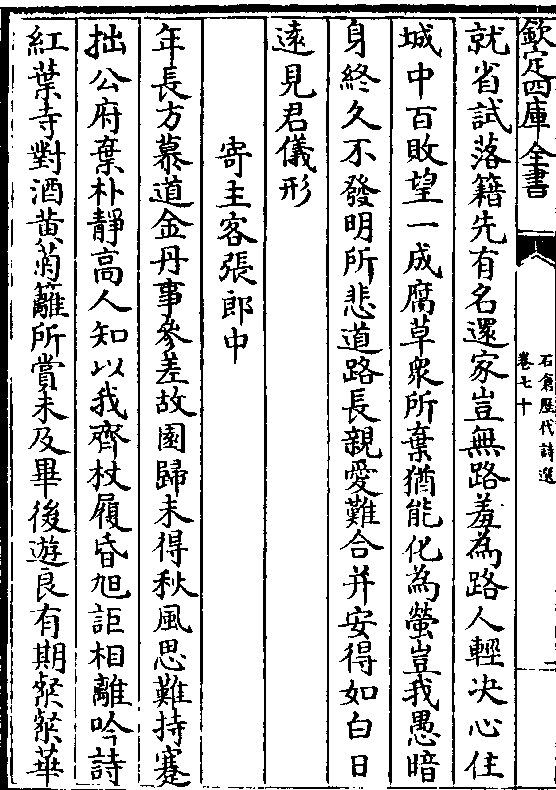 欽定四庫全書
石倉歷代詩選
卷七十
就省試落籍先有名還家豈無路羞為路人輕决心住
城中百敗望一成腐草衆所棄猶能化為螢豈我愚暗
身終久不發明所悲道路長親愛難合并安得如白日
遠見君儀形
寄主客張郎中
年長方慕道金丹事參差故園歸未得秋風思難持蹇
拙公府棄朴靜高人知以我齊杖屨昏旭詎相離吟詩
紅葉寺對酒黄菊籬所賞未及畢後遊良有期粲粲華